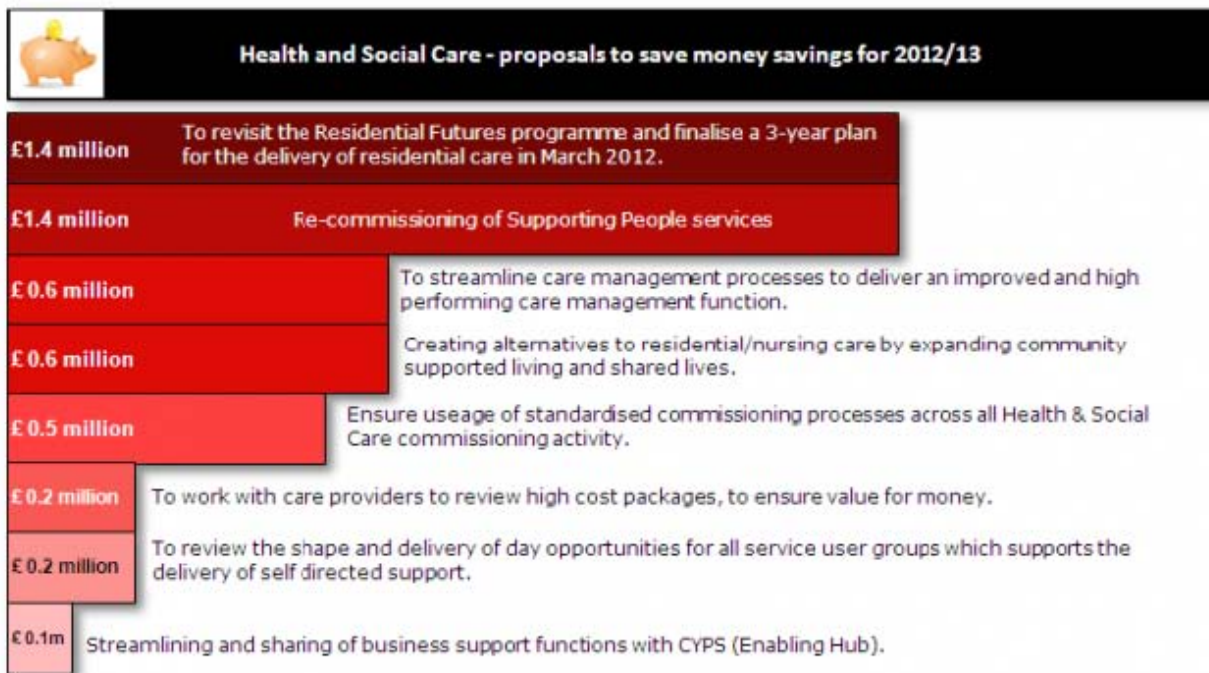 Health and Social Care - proposals to save money savings for 2012/13
£1.4 million
To revisit the Residential Futures programme and finalise a 3-year plan
for the delivery of residential care in March 2012.
£1.4 million
Re-commissioning of Supporting People services
£ 0.6 million
To streamline care management processes to deliver an improved and high
performing care management function.
£ 0.6 million
Creating alternatives to residential/nursing care by expanding community
supported living and shared lives.
£ 0.5 million
Ensure useage of standardised commissioning processes across all Health & Social
Care commissioning activity.
£ 0.2 million
To work with care providers to review high cost packages, to ensure value for money.
£ 0.2 million
To review the shape and delivery of day opportunities for all service user groups which supports the
delivery of self directed support.
£ 0.1m
Streamlining and sharing of business support functions with CYPS (Enabling Hub).